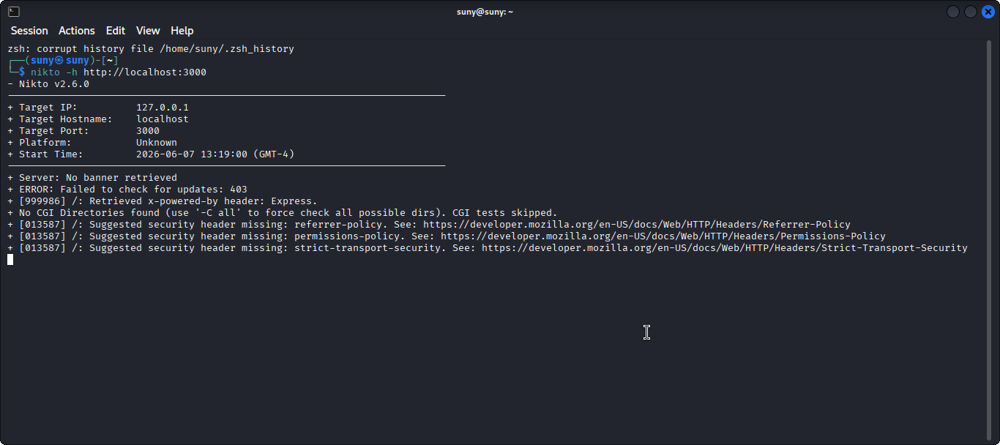 suny@suny: ~
Session Actions Edit View Help
zsh: corrupt history file /home/suny/.zsh_history
┌──(suny㉿suny)-[~]
└─$ nikto -h http://localhost:3000
- Nikto v2.6.0
+ Target IP: 127.0.0.1
+ Target Hostname: localhost
+ Target Port: 3000
+ Platform: Unknown
+ Start Time: 2026-06-07 13:19:00 (GMT-4)
+ Server: No banner retrieved
+ ERROR: Failed to check for updates: 403
+ [999986] /: Retrieved x-powered-by header: Express.
+ No CGI Directories found (use '-C all' to force check all possible dirs). CGI tests skipped.
+ [013587] /: Suggested security header missing: referrer-policy. See: https://developer.mozilla.org/en-US/docs/Web/HTTP/Headers/Referrer-Policy
+ [013587] /: Suggested security header missing: permissions-policy. See: https://developer.mozilla.org/en-US/docs/Web/HTTP/Headers/Permissions-Policy
+ [013587] /: Suggested security header missing: strict-transport-security. See: https://developer.mozilla.org/en-US/docs/Web/HTTP/Headers/Strict-Transport-Security